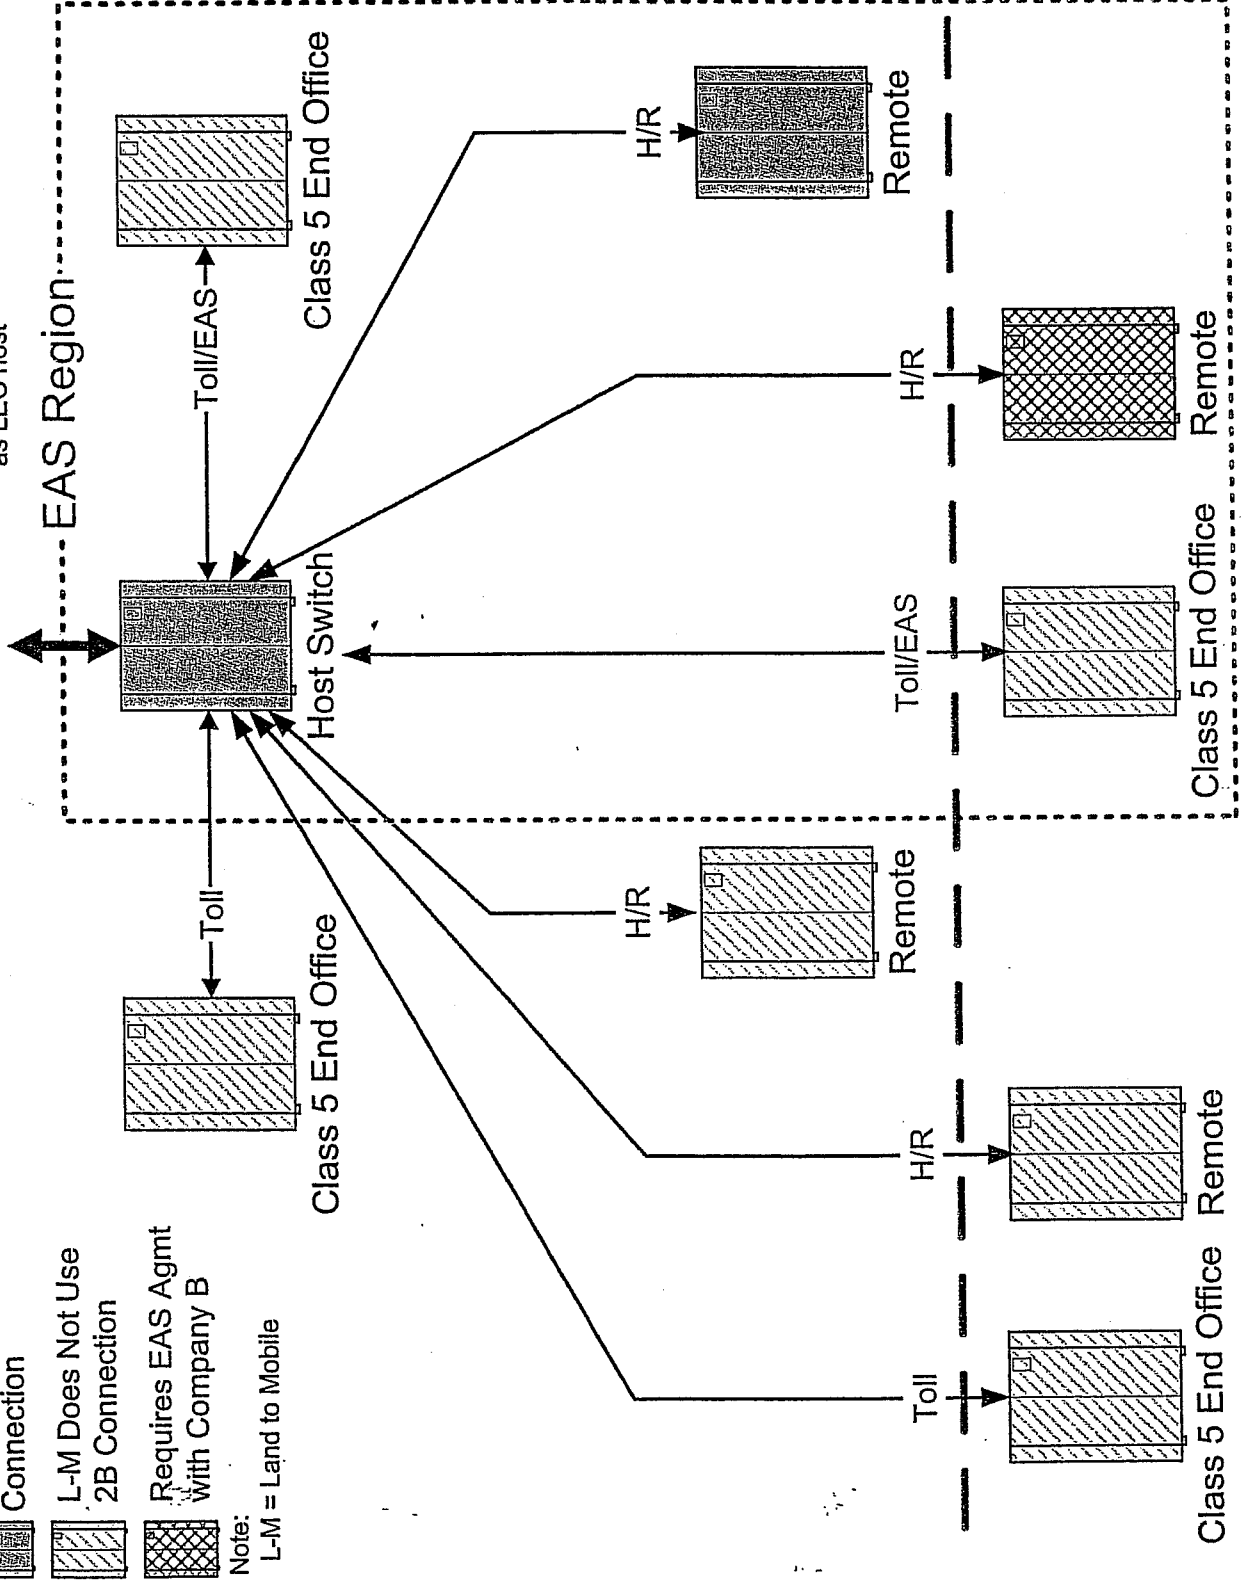 as LEC host
EAS Region
Connection
L-M Does Not Use
2B Connection
Requires EAS Agmt
with Company B
Note:
L-M = Land to Mobile
Class 5 End Office
Toll
Host Switch
Toll/EAS
Class 5 End Office
H/R
Remote
H/R
Remote
Toll
Class 5 End Office
H/R
Remote
Toll/EAS
Class 5 End Office
H/R
Remote